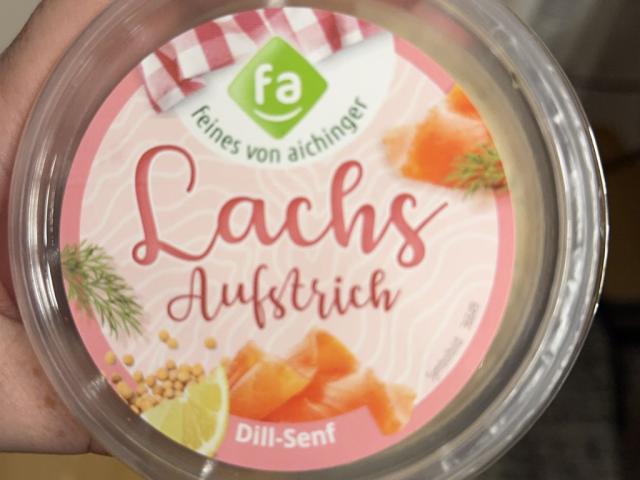 fa
feines von aichinger
Lachs
Aufstrich
Dill-Senf